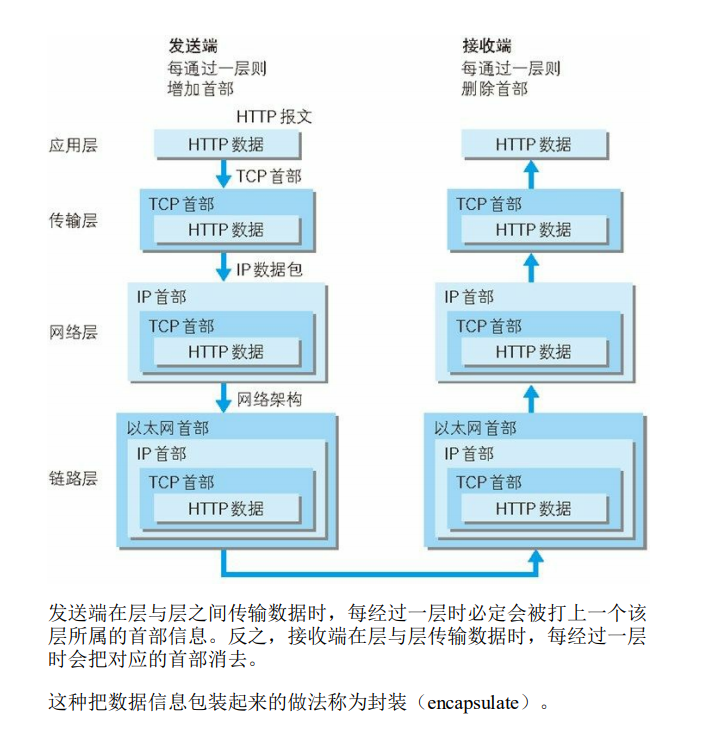 发送端
每通过一层则
增加首部
接收端
每通过一层则
删除首部
HTTP 报文
应用层
HTTP 数据
HTTP 数据
TCP 首部
传输层
TCP 首部
HTTP 数据
TCP 首部
HTTP 数据
IP 数据包
网络层
IP 首部
TCP 首部
HTTP 数据
IP 首部
TCP 首部
HTTP 数据
网络架构
链路层
以太网首部
IP 首部
TCP 首部
HTTP 数据
以太网首部
IP 首部
TCP 首部
HTTP 数据
发送端在层与层之间传输数据时，每经过一层时必定会被打上一个该
层所属的首部信息。反之，接收端在层与层传输数据时，每经过一层
时会把对应的首部消去。
这种把数据信息包装起来的做法称为封装（encapsulate）。